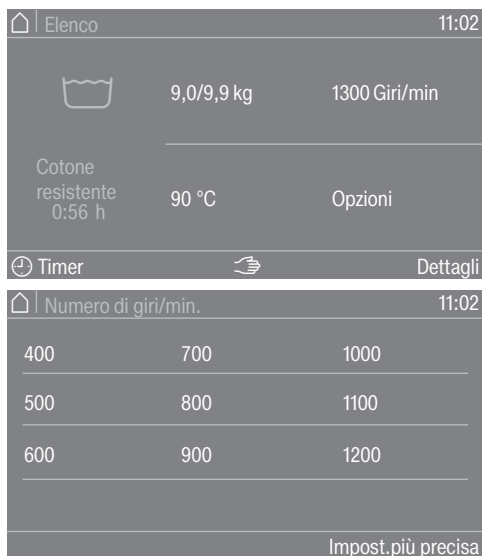 Elenco 11:02
9,0/9,9 kg 1300 Giri/min
Cotone
resistente
0:56 h
90 °C Opzioni
Timer Dettagli
Numero di giri/min. 11:02
400 700 1000
500 800 1100
600 900 1200
Impost.più precisa